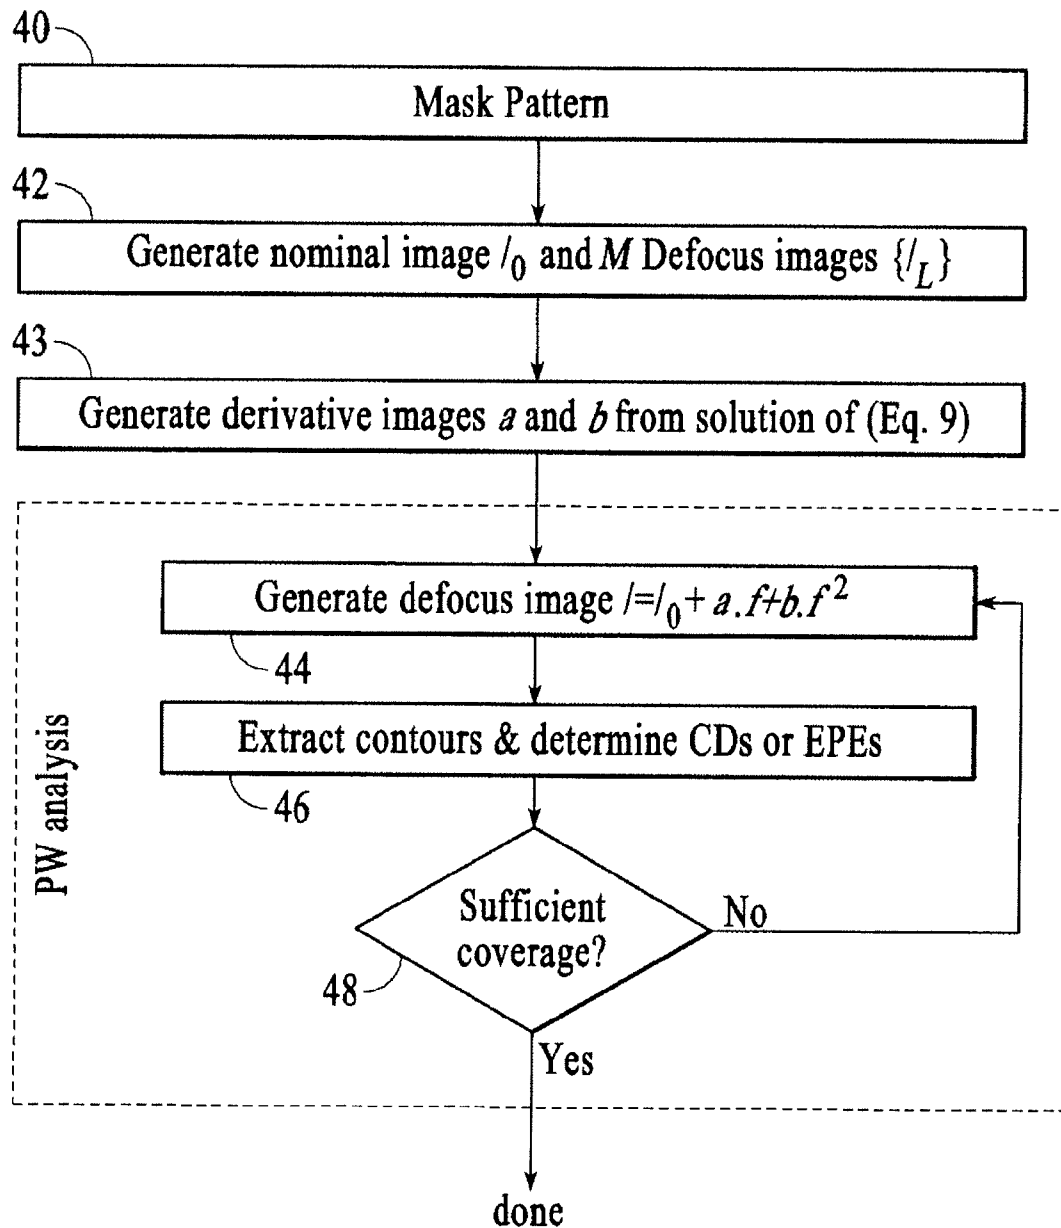 40
Mask Pattern
42
Generate nominal image I₀ and M Defocus images {I_L}
43
Generate derivative images a and b from solution of (Eq. 9)
Generate defocus image I=I₀+a.f+b.f²
44
Extract contours & determine CDs or EPEs
46
PW analysis
Sufficient
coverage?
No
48
Yes
done